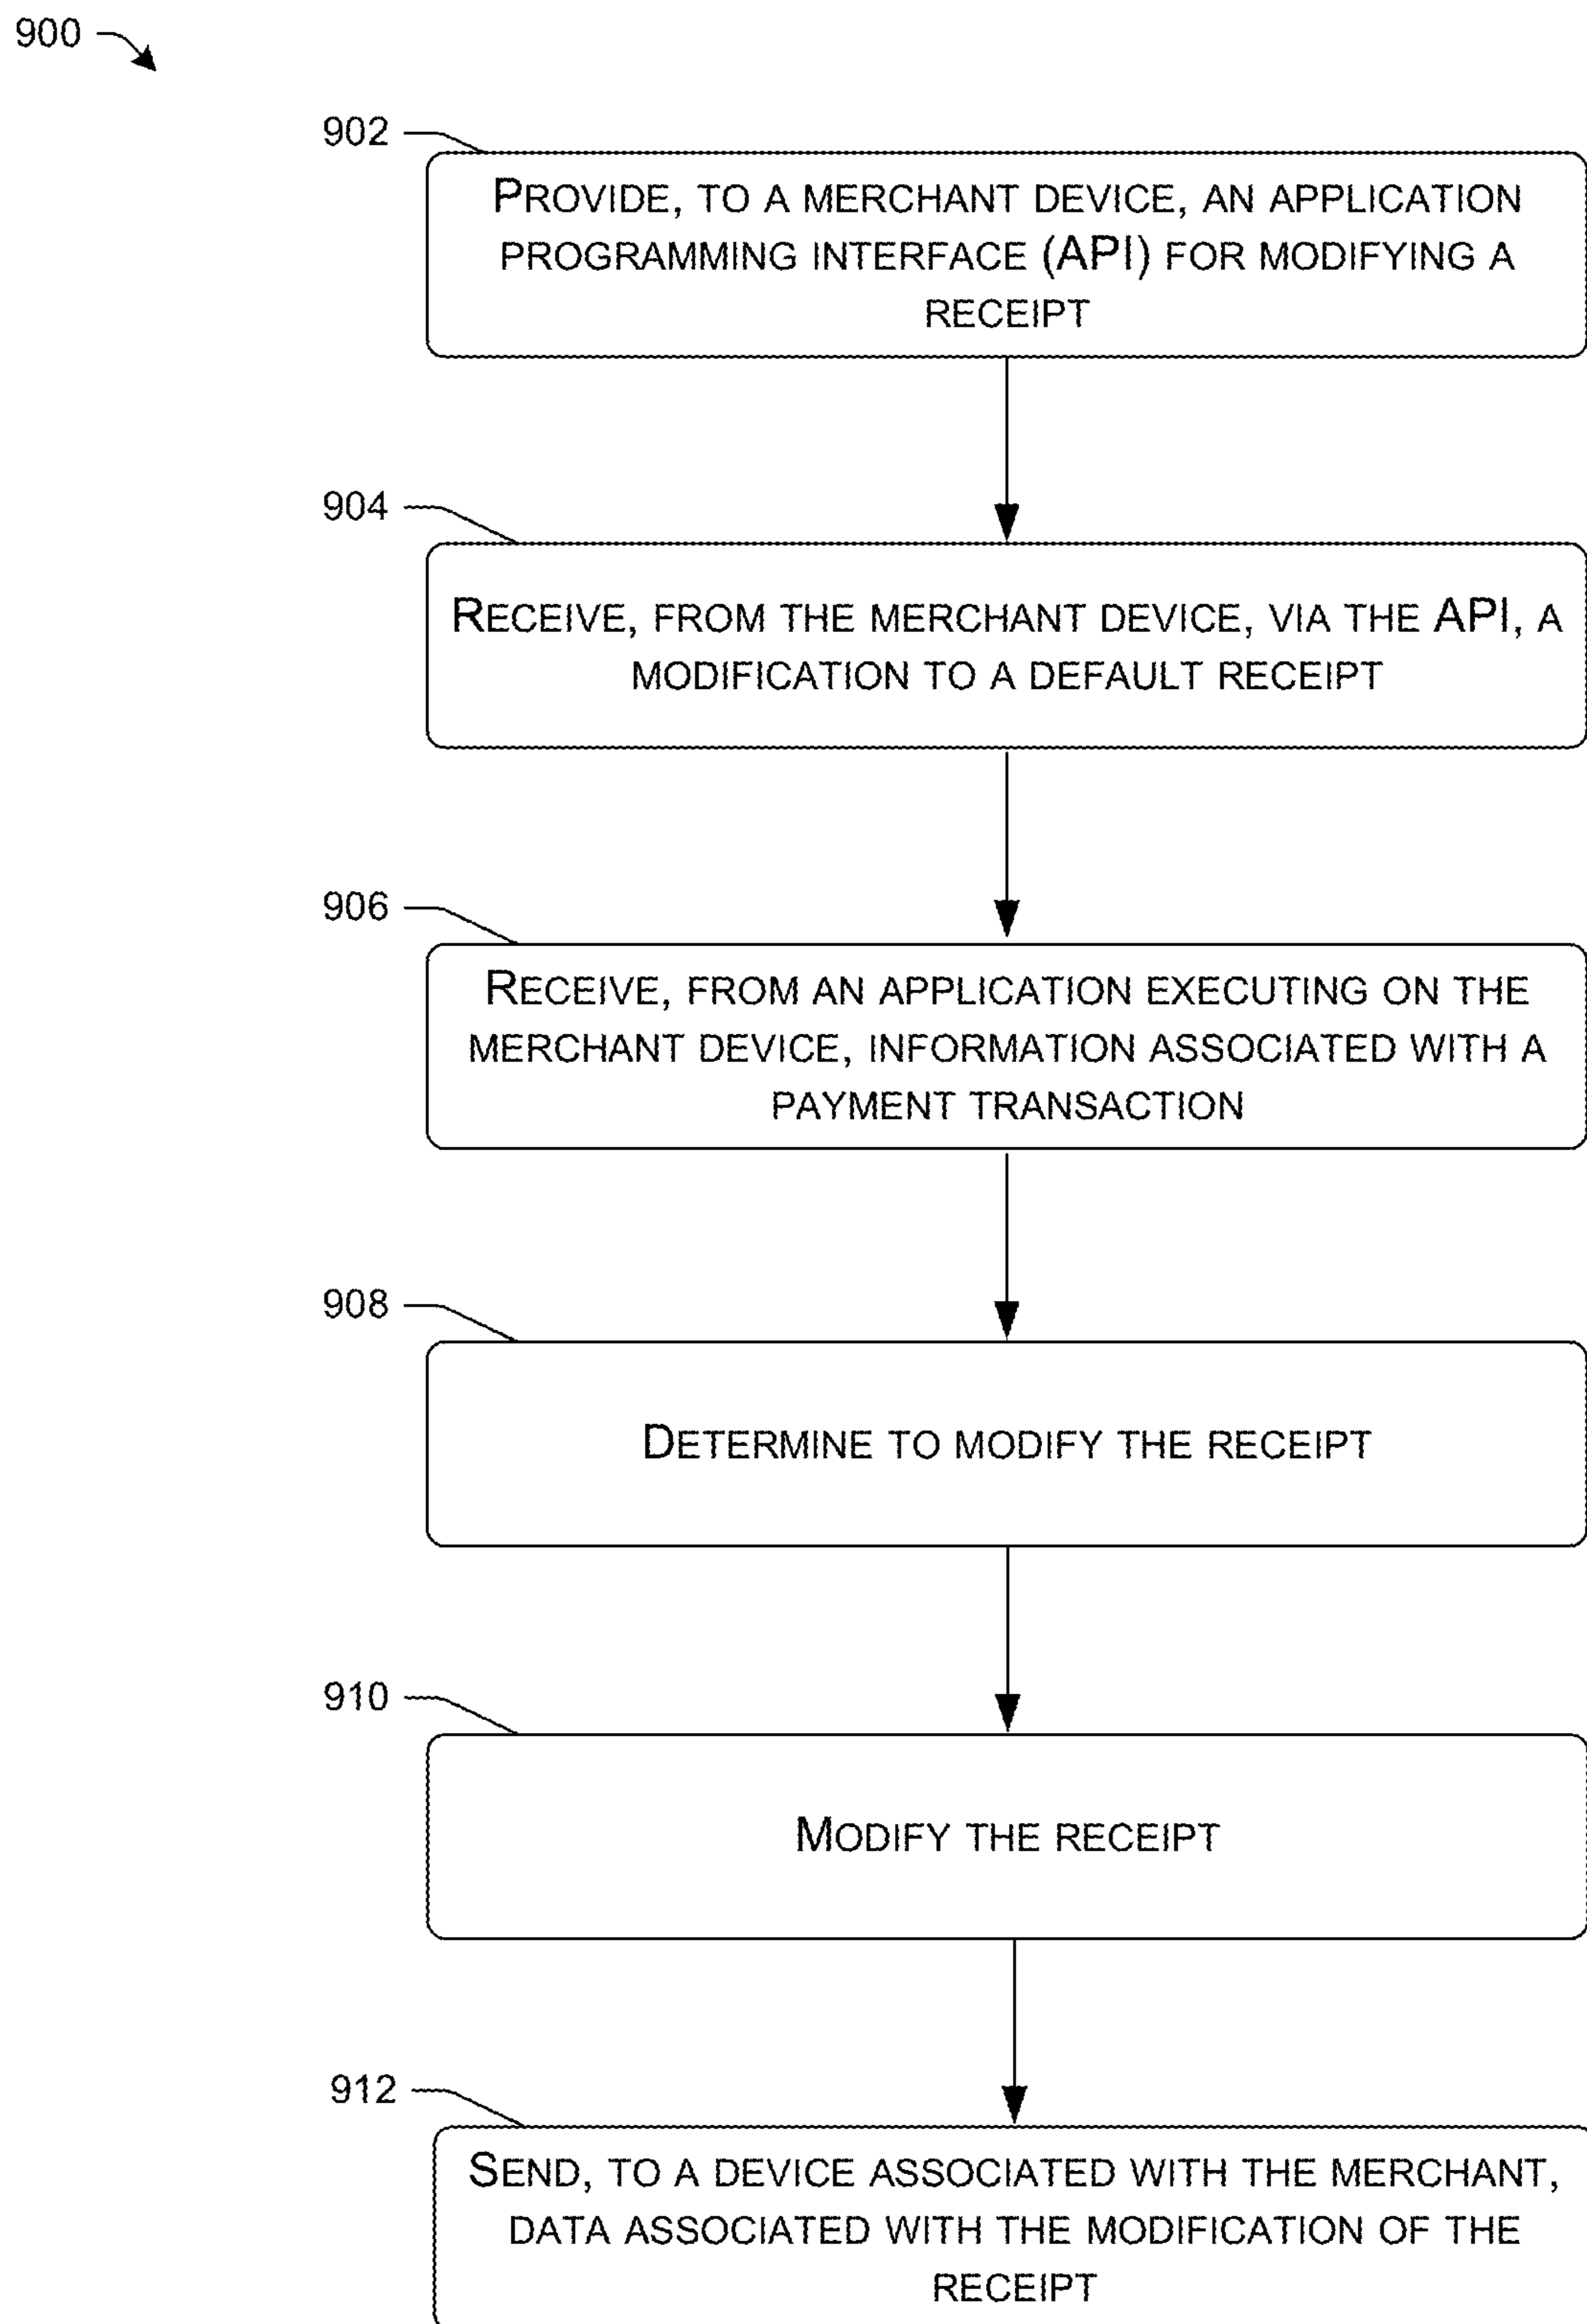 900
902
PROVIDE, TO A MERCHANT DEVICE, AN APPLICATION
PROGRAMMING INTERFACE (API) FOR MODIFYING A
RECEIPT
904
RECEIVE, FROM THE MERCHANT DEVICE, VIA THE API, A
MODIFICATION TO A DEFAULT RECEIPT
906
RECEIVE, FROM AN APPLICATION EXECUTING ON THE
MERCHANT DEVICE, INFORMATION ASSOCIATED WITH A
PAYMENT TRANSACTION
908
DETERMINE TO MODIFY THE RECEIPT
910
MODIFY THE RECEIPT
912
SEND, TO A DEVICE ASSOCIATED WITH THE MERCHANT,
DATA ASSOCIATED WITH THE MODIFICATION OF THE
RECEIPT